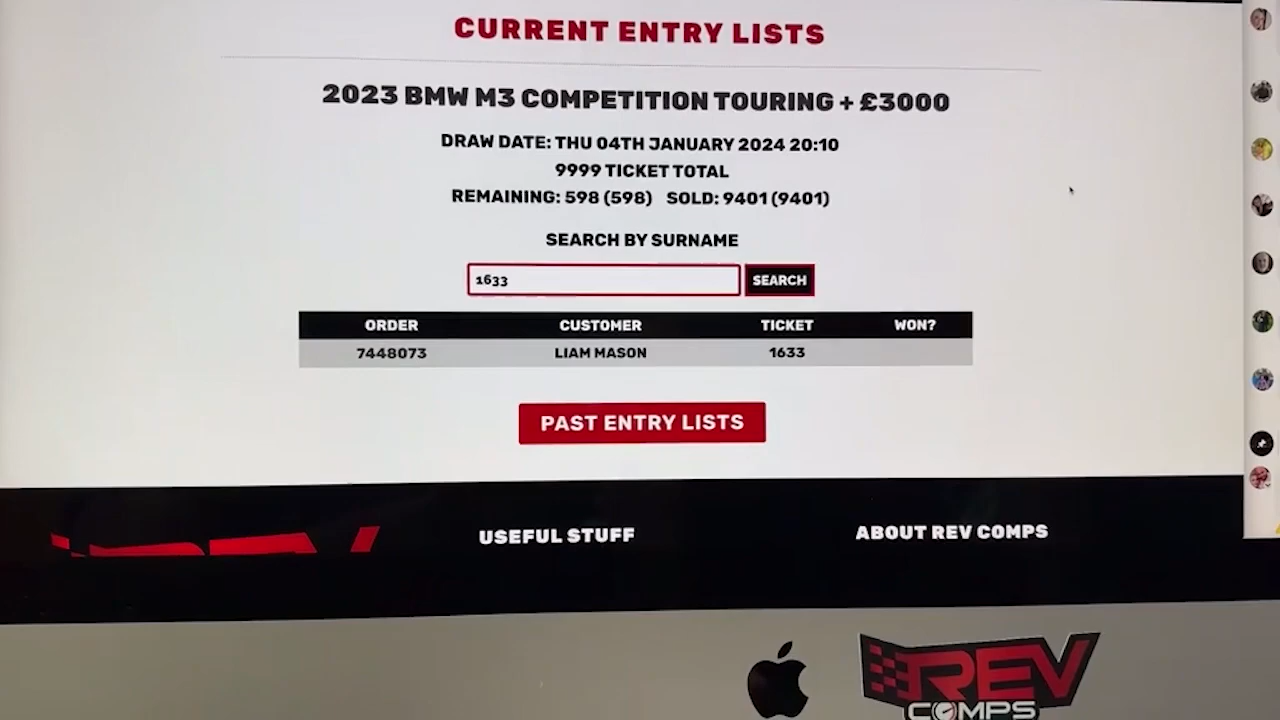 CURRENT ENTRY LISTS
2023 BMW M3 COMPETITION TOURING + £3000
DRAW DATE: THU 04TH JANUARY 2024 20:10
9999 TICKET TOTAL
REMAINING: 598 (598) SOLD: 9401 (9401)
SEARCH BY SURNAME
1633 SEARCH
ORDER CUSTOMER TICKET WON?
7448073 LIAM MASON 1633
PAST ENTRY LISTS
USEFUL STUFF ABOUT REV COMPS
REV
COMPS